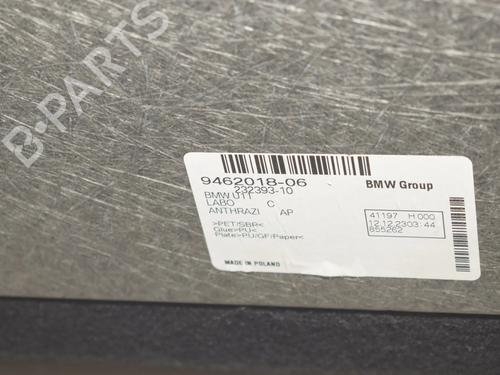 B-PARTS
9462018-06
232393-10
BMW Group
BMW U11
LABO C
ANTHRAZI AP
>PET/SBR<
Glue>PU<
Plate>PU/GF/Paper<
41197 H 000
12.12.2303:44
855262
MADE IN POLAND